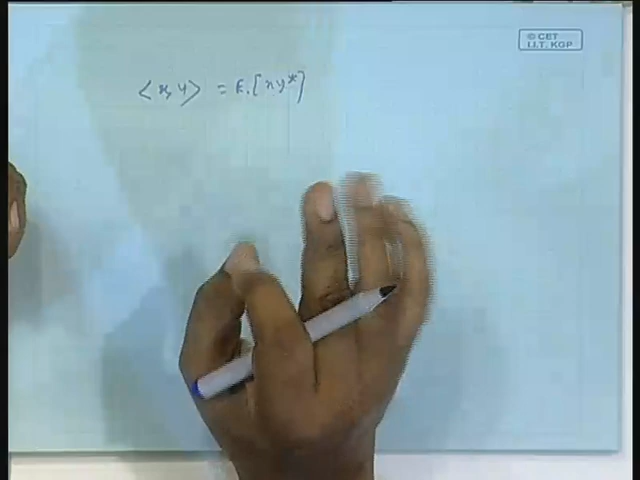 © CET
I.I.T. KGP
<x, y> = E.[xy*]